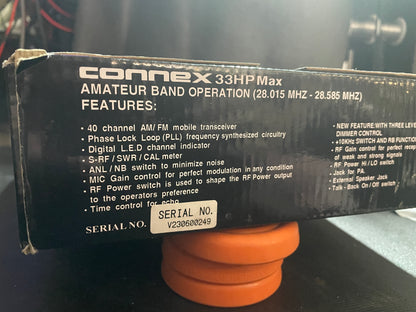 connex 33HP Max
AMATEUR BAND OPERATION (28.015 MHZ - 28.585 MHZ)
FEATURES:
• 40 channel AM/ FM mobile transceiver
• Phase Lock Loop (PLL) frequency synthesized circuitry
• Digital L.E.D channel indicator
• S-RF / SWR / CAL meter
• ANL / NB switch to minimize noise
• MIC Gain control for perfect modulation in any condition
• RF Power switch is used to shape the RF Power output
to the operators preference
• Time control for echo
• NEW FEATURE WITH THREE LEVE
DIMMER CONTROL
• ±10KHz SWITCH AND RB FUNCTION
• RF Gain control for perfect
of weak and strong signals
• RF Power Hi / LO switch
• Jack for P.A.
• External Speaker Jack
• Talk - Back On / Off switch
SERIAL NO.
SERIAL NO.
V230600249